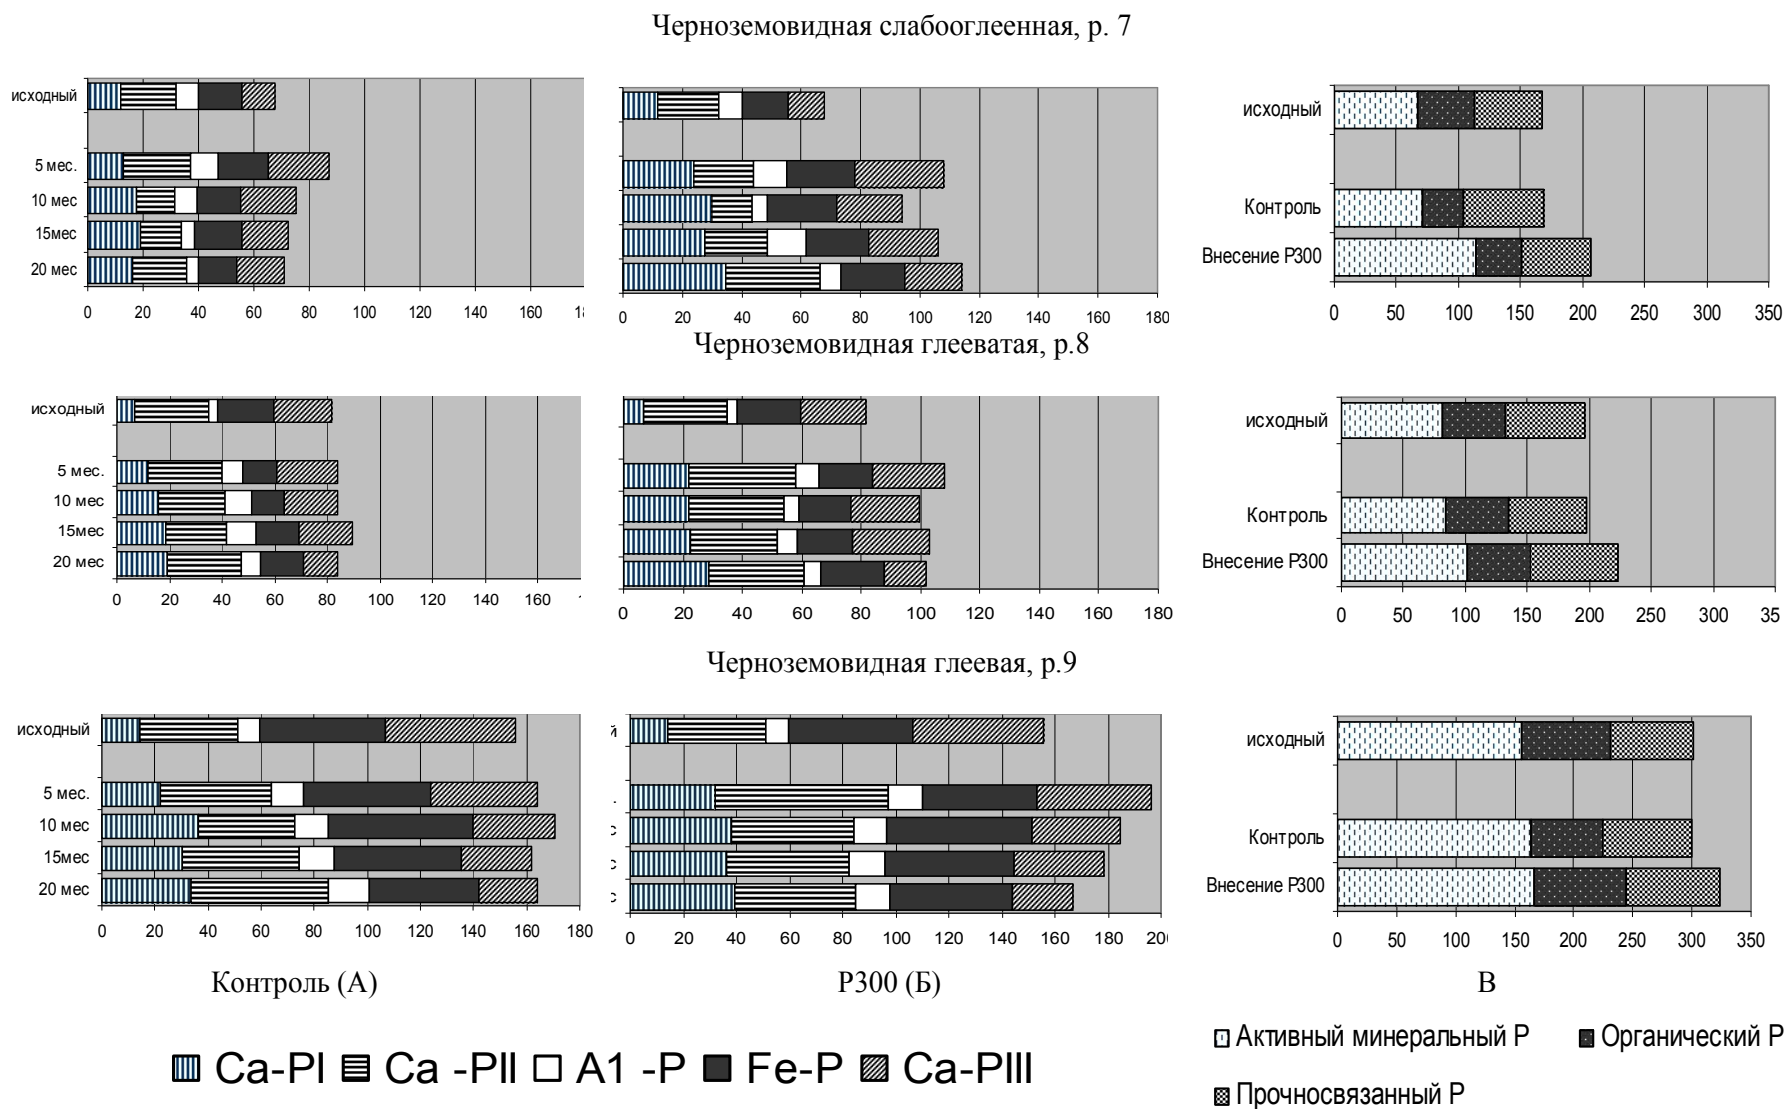 Черноземовидная слабооглеенная, р. 7
исходный
5 мес.
10 мес
15мес
20 мес
0 20 40 60 80 100 120 140 160
0 20 40 60 80 100 120 140 160 180
исходный
Контроль
Внесение Р300
0 50 100 150 200 250 300 350
Черноземовидная глееватая, р.8
исходный
5 мес.
10 мес
15мес
20 мес
0 20 40 60 80 100 120 140 160
0 20 40 60 80 100 120 140 160 180
исходный
Контроль
Внесение Р300
0 50 100 150 200 250 300 35
Черноземовидная глеевая, р.9
исходный
5 мес.
10 мес
15мес
20 мес
0 20 40 60 80 100 120 140 160 180
й
.
с
с
с
0 20 40 60 80 100 120 140 160 180 200
исходный
Контроль
Внесение Р300
0 50 100 150 200 250 300 350
Контроль (А)
Р300 (Б)
В
Ca-PI Ca -PII A1 -P Fe-P Ca-PIII
Активный минеральный Р Органический Р
Прочносвязанный Р